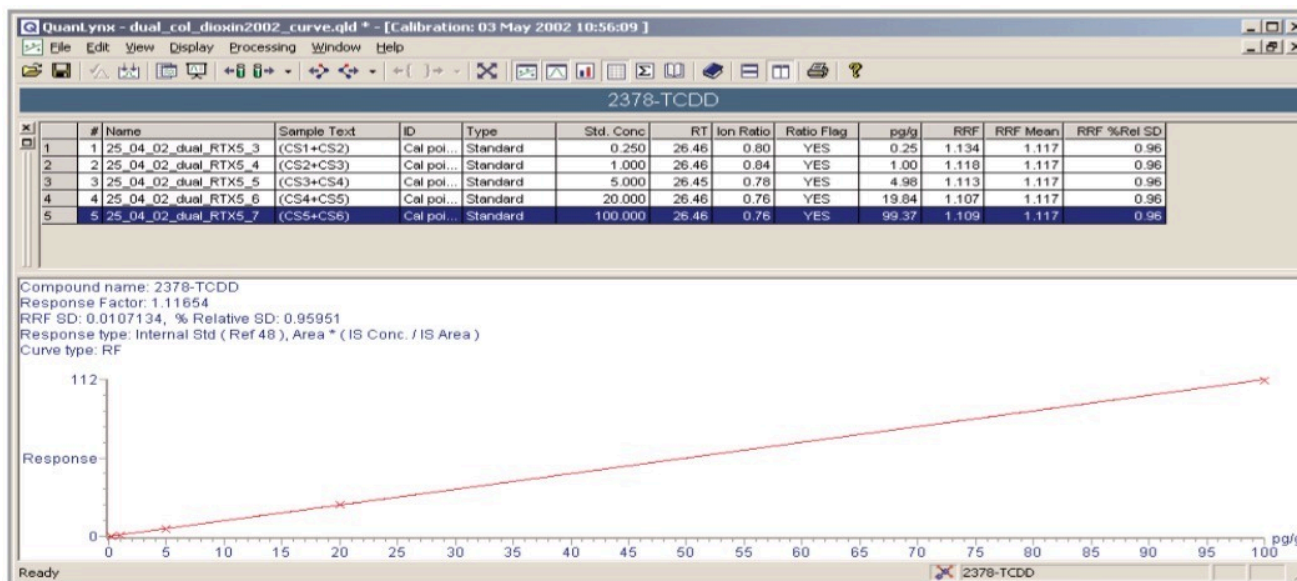 QuanLynx - dual_col_dioxin2002_curve.qld * - [Calibration: 03 May 2002 10:56:09 ]
File Edit View Display Processing Window Help
2378-TCDD
# Name Sample Text ID Type Std. Conc RT Ion Ratio Ratio Flag pg/g RRF RRF Mean RRF %Rel SD
1 1 25_04_02_dual_RTX5_3 (CS1+CS2) Cal poi... Standard 0.250 26.46 0.80 YES 0.25 1.134 1.117 0.96
2 2 25_04_02_dual_RTX5_4 (CS2+CS3) Cal poi... Standard 1.000 26.46 0.84 YES 1.00 1.118 1.117 0.96
3 3 25_04_02_dual_RTX5_5 (CS3+CS4) Cal poi... Standard 5.000 26.45 0.78 YES 4.98 1.113 1.117 0.96
4 4 25_04_02_dual_RTX5_6 (CS4+CS5) Cal poi... Standard 20.000 26.46 0.76 YES 19.84 1.107 1.117 0.96
5 5 25_04_02_dual_RTX5_7 (CS5+CS6) Cal poi... Standard 100.000 26.46 0.76 YES 99.37 1.109 1.117 0.96
Compound name: 2378-TCDD
Response Factor: 1.11654
RRF SD: 0.0107134, % Relative SD: 0.95951
Response type: Internal Std ( Ref 48 ), Area * ( IS Conc. / IS Area )
Curve type: RF
112
Response
0
0 5 10 15 20 25 30 35 40 45 50 55 60 65 70 75 80 85 90 95 100 pg/g
Ready 2378-TCDD